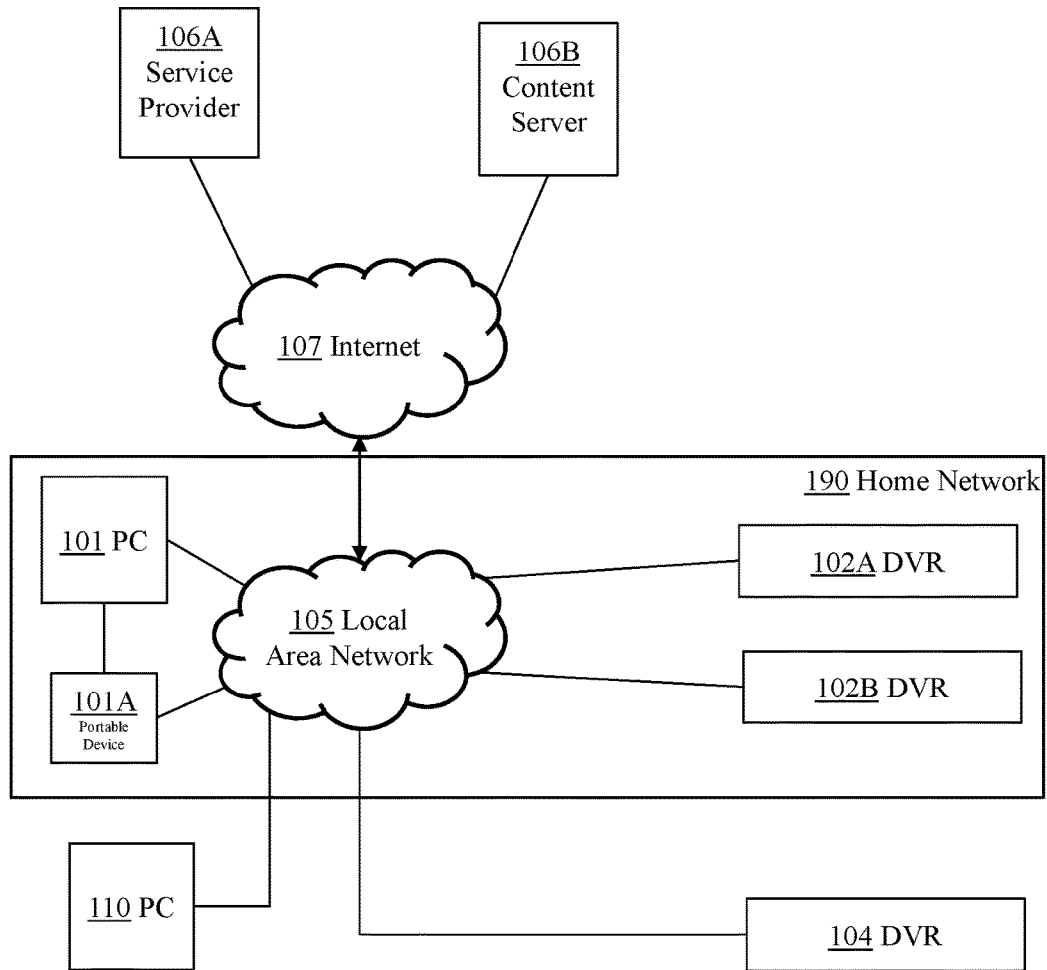 106A
Service
Provider
106B
Content
Server
107 Internet
190 Home Network
101 PC
102A DVR
105 Local
Area Network
102B DVR
101A
Portable
Device
110 PC
104 DVR